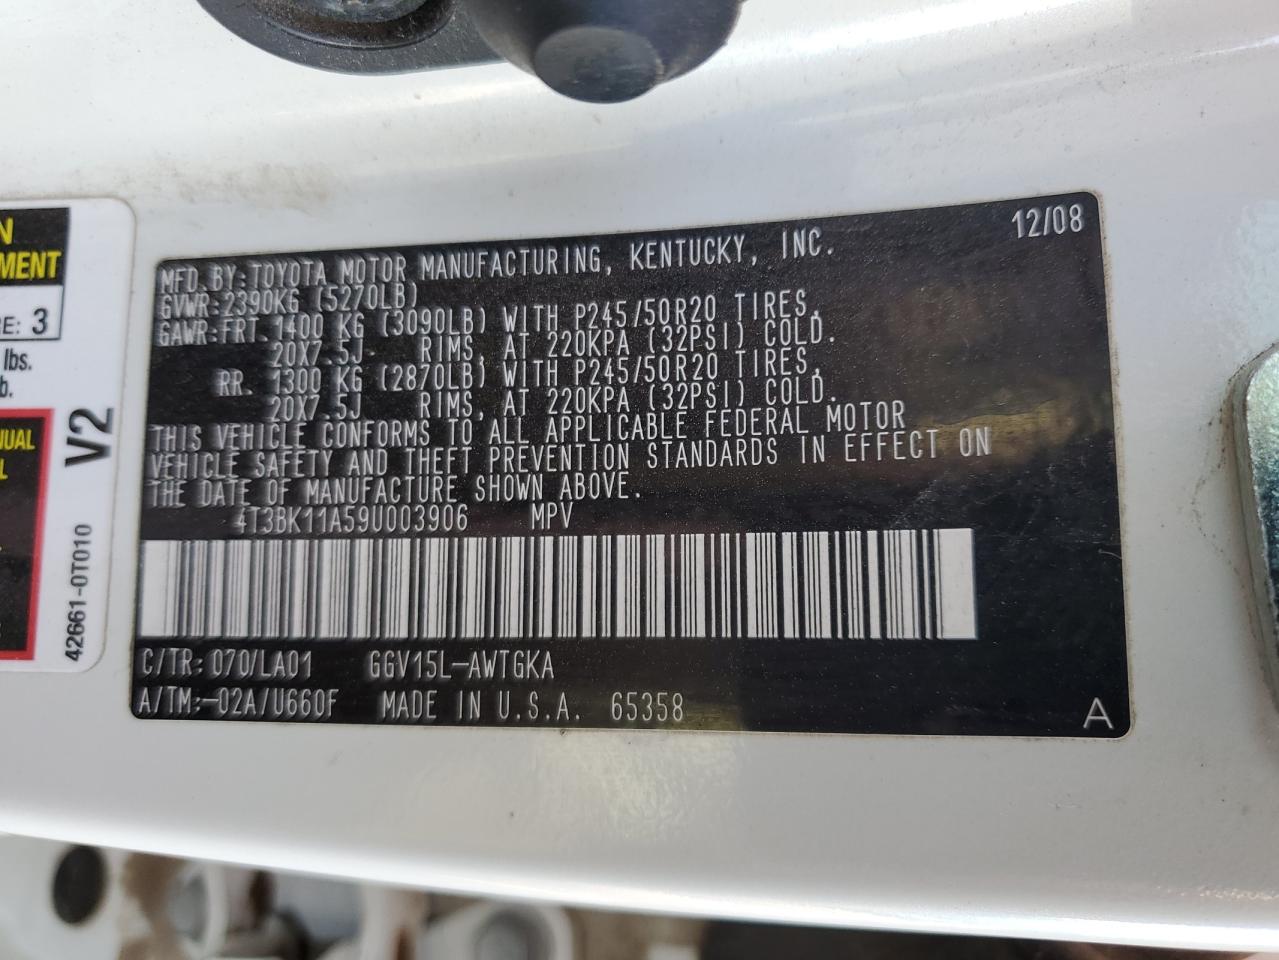 N
MENT
RE: 3
lbs.
b.
NUAL
L
V2
42661-0T010
12/08
MFD. BY: TOYOTA MOTOR MANUFACTURING, KENTUCKY, INC.
GVWR: 2390KG (5270LB)
GAWR: FRT. 1400 KG (3090LB) WITH P245/50R20 TIRES,
20X7.5J RIMS, AT 220KPA (32PSI) COLD.
RR. 1300 KG (2870LB) WITH P245/50R20 TIRES,
20X7.5J RIMS, AT 220KPA (32PSI) COLD.
THIS VEHICLE CONFORMS TO ALL APPLICABLE FEDERAL MOTOR
VEHICLE SAFETY AND THEFT PREVENTION STANDARDS IN EFFECT ON
THE DATE OF MANUFACTURE SHOWN ABOVE.
4T3BK11A59U003906 MPV
C/TR: 070/LA01 GGV15L-AWTGKA
A/TM:-02A/U660F MADE IN U.S.A. 65358
A